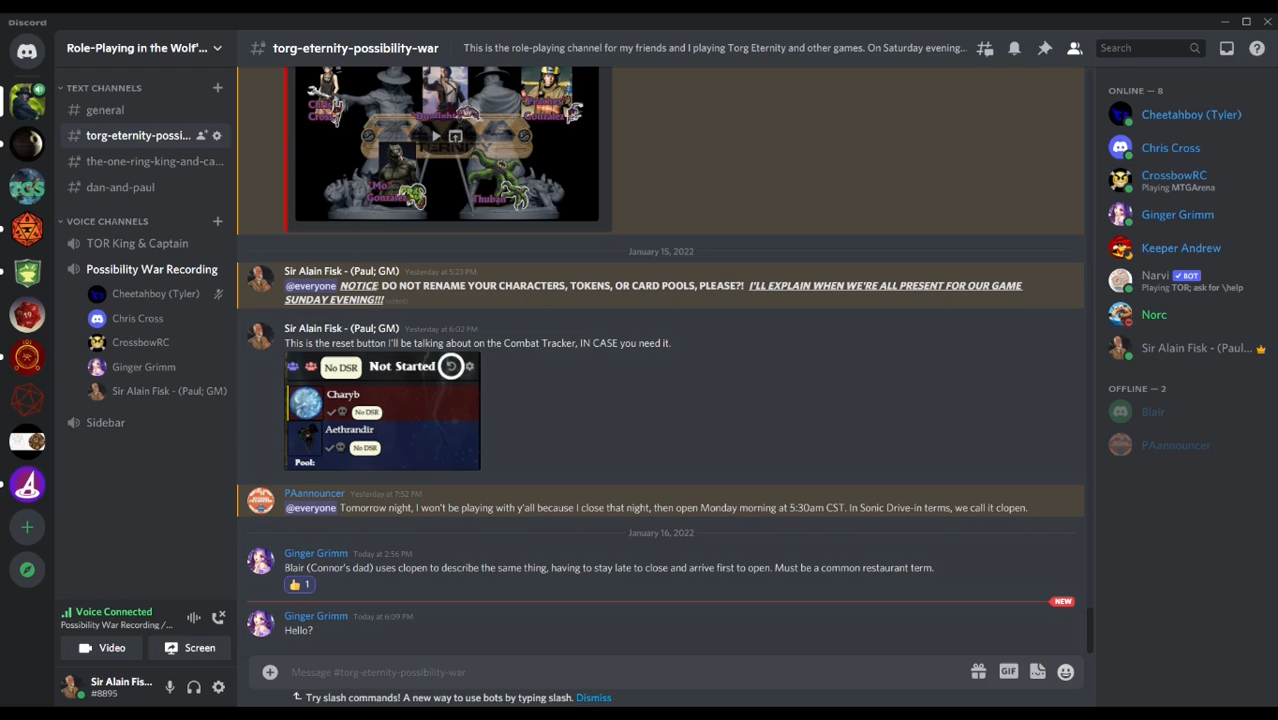 Discord
Role-Playing in the Wolf'...
torg-eternity-possibility-war
This is the role-playing channel for my friends and I playing Torg Eternity and other games. On Saturday evening...
Search
TEXT CHANNELS
general
torg-eternity-possi...
the-one-ring-king-and-ca...
dan-and-paul
VOICE CHANNELS
TOR King & Captain
Possibility War Recording
Cheetahboy (Tyler)
Chris Cross
CrossbowRC
Ginger Grimm
Sir Alain Fisk - (Paul; GM)
Sidebar
Voice Connected
Possibility War Recording /...
Video
Screen
Sir Alain Fis...
#8895
Chris
Cross
Peaches
Gonzalez
"Mo"
Gonzalez
Thuban
January 15, 2022
Sir Alain Fisk - (Paul; GM) Yesterday at 5:23 PM
@everyone NOTICE: DO NOT RENAME YOUR CHARACTERS, TOKENS, OR CARD POOLS, PLEASE?! I'LL EXPLAIN WHEN WE'RE ALL PRESENT FOR OUR GAME
SUNDAY EVENING!!! (edited)
Sir Alain Fisk - (Paul; GM) Yesterday at 6:02 PM
This is the reset button I'll be talking about on the Combat Tracker, IN CASE you need it.
No DSR Not Started
Charyb
No DSR
Aethrandir
No DSR
Pool:
PAannouncer Yesterday at 7:52 PM
@everyone Tomorrow night, I won't be playing with y'all because I close that night, then open Monday morning at 5:30am CST. In Sonic Drive-in terms, we call it clopen.
January 16, 2022
Ginger Grimm Today at 2:56 PM
Blair (Connor's dad) uses clopen to describe the same thing, having to stay late to close and arrive first to open. Must be a common restaurant term.
1
NEW
Ginger Grimm Today at 6:09 PM
Hello?
Message #torg-eternity-possibility-war
GIF
Try slash commands! A new way to use bots by typing slash. Dismiss
ONLINE — 8
Cheetahboy (Tyler)
Chris Cross
CrossbowRC
Playing MTGArena
Ginger Grimm
Keeper Andrew
Narvi BOT
Playing TOR; ask for \help
Norc
Sir Alain Fisk - (Paul...
OFFLINE — 2
Blair
PAannouncer